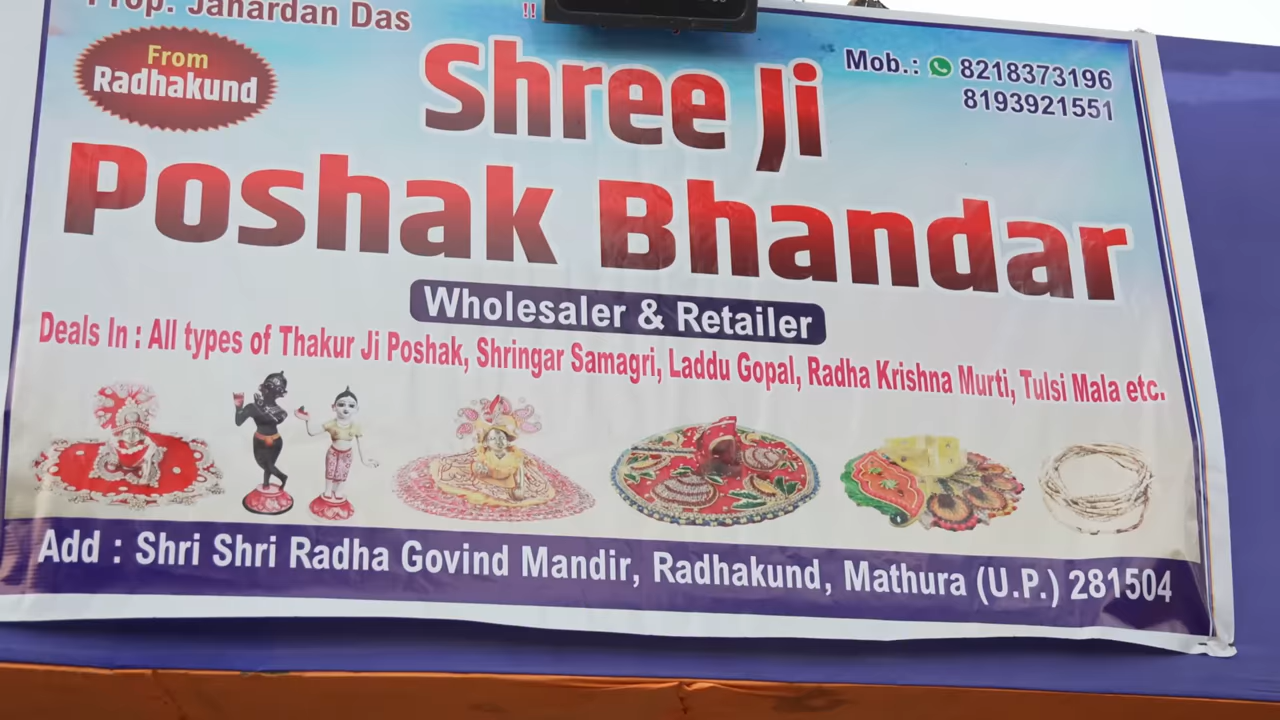 Prop. Janardan Das
!!
From
Radhakund
Shree Ji
Mob.: 8218373196
8193921551
Poshak Bhandar
Wholesaler & Retailer
Deals In : All types of Thakur Ji Poshak, Shringar Samagri, Laddu Gopal, Radha Krishna Murti, Tulsi Mala etc.
Add : Shri Shri Radha Govind Mandir, Radhakund, Mathura (U.P.) 281504